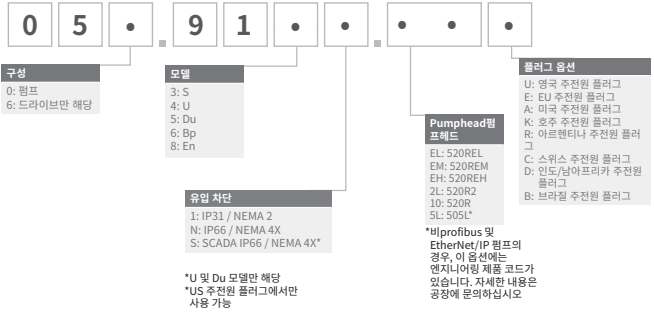 0 5 • . 9 1 • • . • • •
구성
0: 펌프
6: 드라이브만 해당
모델
3: S
4: U
5: Du
6: Bp
8: En
유입 차단
1: IP31 / NEMA 2
N: IP66 / NEMA 4X
S: SCADA IP66 / NEMA 4X*
*U 및 Du 모델만 해당
*US 주전원 플러그에서만
사용 가능
Pumphead펌
프헤드
EL: 520REL
EM: 520REM
EH: 520REH
2L: 520R2
10: 520R
5L: 505L*
*비profibus 및
EtherNet/IP 펌프의
경우, 이 옵션에는
엔지니어링 제품 코드가
있습니다. 자세한 내용은
공장에 문의하십시오
플러그 옵션
U: 영국 주전원 플러그
E: EU 주전원 플러그
A: 미국 주전원 플러그
K: 호주 주전원 플러그
R: 아르헨티나 주전원 플러
그
C: 스위스 주전원 플러그
D: 인도/남아프리카 주전원
플러그
B: 브라질 주전원 플러그